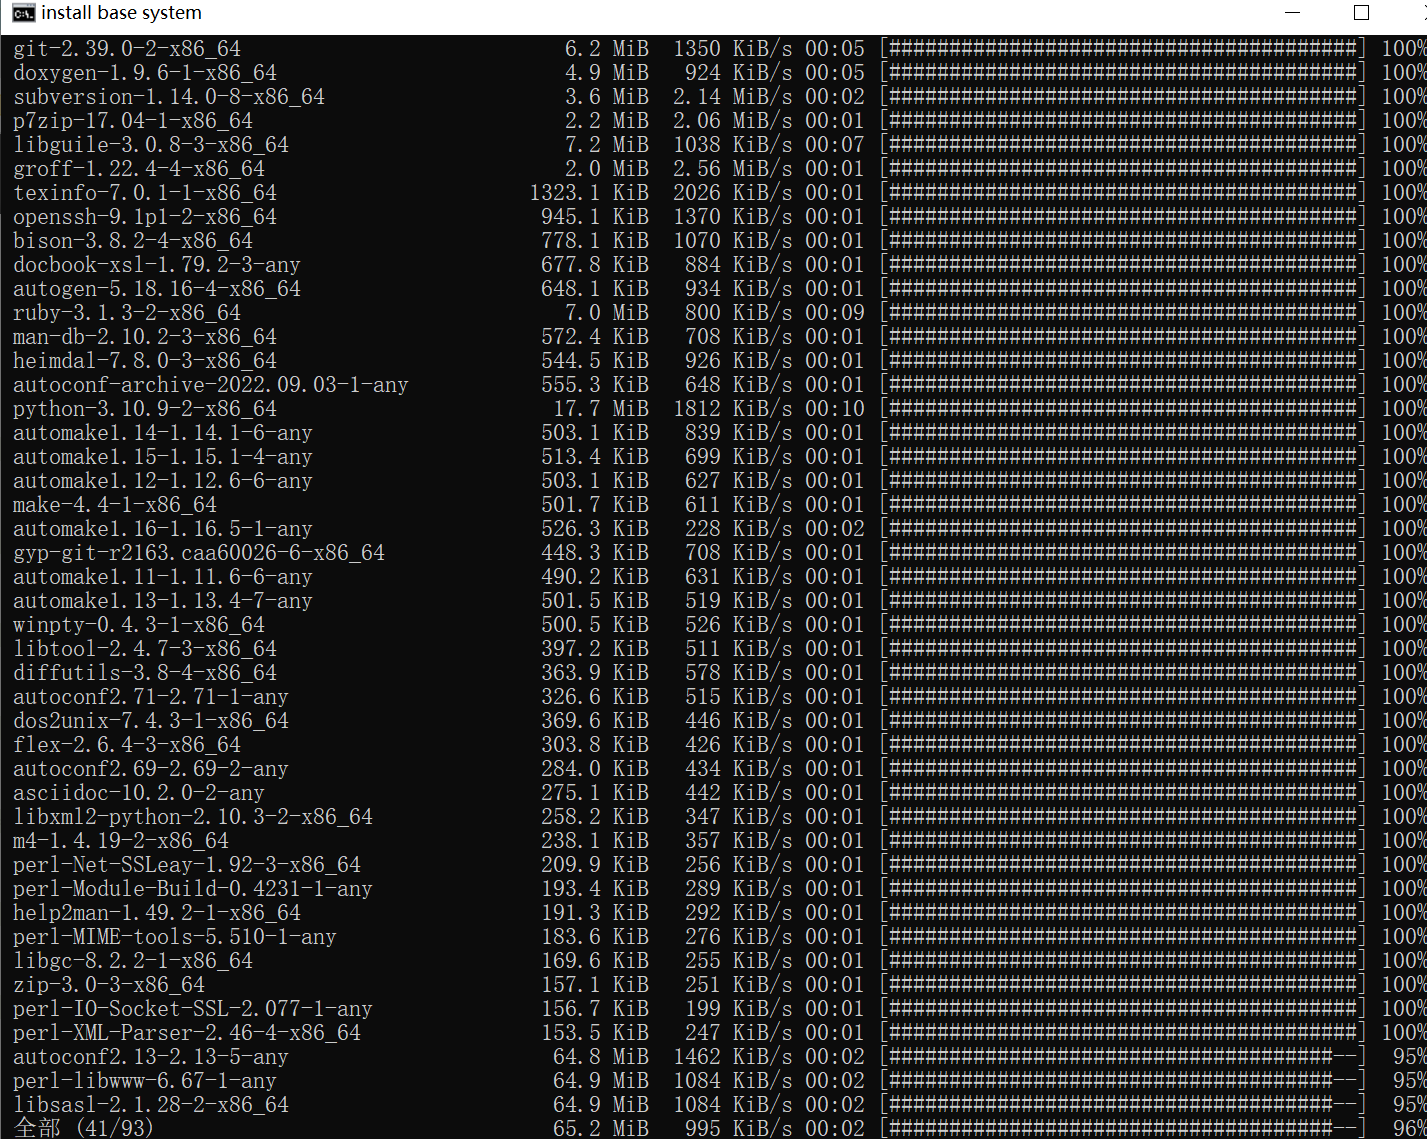 install base system
git-2.39.0-2-x86_64 6.2 MiB 1350 KiB/s 00:05 [#######################################] 100%
doxygen-1.9.6-1-x86_64 4.9 MiB 924 KiB/s 00:05 [#######################################] 100%
subversion-1.14.0-8-x86_64 3.6 MiB 2.14 MiB/s 00:02 [#######################################] 100%
p7zip-17.04-1-x86_64 2.2 MiB 2.06 MiB/s 00:01 [#######################################] 100%
libguile-3.0.8-3-x86_64 7.2 MiB 1038 KiB/s 00:07 [#######################################] 100%
groff-1.22.4-4-x86_64 2.0 MiB 2.56 MiB/s 00:01 [#######################################] 100%
texinfo-7.0.1-1-x86_64 1323.1 KiB 2026 KiB/s 00:01 [#######################################] 100%
openssh-9.1p1-2-x86_64 945.1 KiB 1370 KiB/s 00:01 [#######################################] 100%
bison-3.8.2-4-x86_64 778.1 KiB 1070 KiB/s 00:01 [#######################################] 100%
docbook-xsl-1.79.2-3-any 677.8 KiB 884 KiB/s 00:01 [#######################################] 100%
autogen-5.18.16-4-x86_64 648.1 KiB 934 KiB/s 00:01 [#######################################] 100%
ruby-3.1.3-2-x86_64 7.0 MiB 800 KiB/s 00:09 [#######################################] 100%
man-db-2.10.2-3-x86_64 572.4 KiB 708 KiB/s 00:01 [#######################################] 100%
heimdal-7.8.0-3-x86_64 544.5 KiB 926 KiB/s 00:01 [#######################################] 100%
autoconf-archive-2022.09.03-1-any 555.3 KiB 648 KiB/s 00:01 [#######################################] 100%
python-3.10.9-2-x86_64 17.7 MiB 1812 KiB/s 00:10 [#######################################] 100%
automake1.14-1.14.1-6-any 503.1 KiB 839 KiB/s 00:01 [#######################################] 100%
automake1.15-1.15.1-4-any 513.4 KiB 699 KiB/s 00:01 [#######################################] 100%
automake1.12-1.12.6-6-any 503.1 KiB 627 KiB/s 00:01 [#######################################] 100%
make-4.4-1-x86_64 501.7 KiB 611 KiB/s 00:01 [#######################################] 100%
automake1.16-1.16.5-1-any 526.3 KiB 228 KiB/s 00:02 [#######################################] 100%
gyp-git-r2163.caa60026-6-x86_64 448.3 KiB 708 KiB/s 00:01 [#######################################] 100%
automake1.11-1.11.6-6-any 490.2 KiB 631 KiB/s 00:01 [#######################################] 100%
automake1.13-1.13.4-7-any 501.5 KiB 519 KiB/s 00:01 [#######################################] 100%
winpty-0.4.3-1-x86_64 500.5 KiB 526 KiB/s 00:01 [#######################################] 100%
libtool-2.4.7-3-x86_64 397.2 KiB 511 KiB/s 00:01 [#######################################] 100%
diffutils-3.8-4-x86_64 363.9 KiB 578 KiB/s 00:01 [#######################################] 100%
autoconf2.71-2.71-1-any 326.6 KiB 515 KiB/s 00:01 [#######################################] 100%
dos2unix-7.4.3-1-x86_64 369.6 KiB 446 KiB/s 00:01 [#######################################] 100%
flex-2.6.4-3-x86_64 303.8 KiB 426 KiB/s 00:01 [#######################################] 100%
autoconf2.69-2.69-2-any 284.0 KiB 434 KiB/s 00:01 [#######################################] 100%
asciidoc-10.2.0-2-any 275.1 KiB 442 KiB/s 00:01 [#######################################] 100%
libxml2-python-2.10.3-2-x86_64 258.2 KiB 347 KiB/s 00:01 [#######################################] 100%
m4-1.4.19-2-x86_64 238.1 KiB 357 KiB/s 00:01 [#######################################] 100%
perl-Net-SSLeay-1.92-3-x86_64 209.9 KiB 256 KiB/s 00:01 [#######################################] 100%
perl-Module-Build-0.4231-1-any 193.4 KiB 289 KiB/s 00:01 [#######################################] 100%
help2man-1.49.2-1-x86_64 191.3 KiB 292 KiB/s 00:01 [#######################################] 100%
perl-MIME-tools-5.510-1-any 183.6 KiB 276 KiB/s 00:01 [#######################################] 100%
libgc-8.2.2-1-x86_64 169.6 KiB 255 KiB/s 00:01 [#######################################] 100%
zip-3.0-3-x86_64 157.1 KiB 251 KiB/s 00:01 [#######################################] 100%
perl-IO-Socket-SSL-2.077-1-any 156.7 KiB 199 KiB/s 00:01 [#######################################] 100%
perl-XML-Parser-2.46-4-x86_64 153.5 KiB 247 KiB/s 00:01 [#######################################] 100%
autoconf2.13-2.13-5-any 64.8 MiB 1462 KiB/s 00:02 [#####################################--] 95%
perl-libwww-6.67-1-any 64.9 MiB 1084 KiB/s 00:02 [#####################################--] 95%
libsasl-2.1.28-2-x86_64 64.9 MiB 1084 KiB/s 00:02 [#####################################--] 95%
全部 (41/93) 65.2 MiB 995 KiB/s 00:02 [#####################################--] 96%